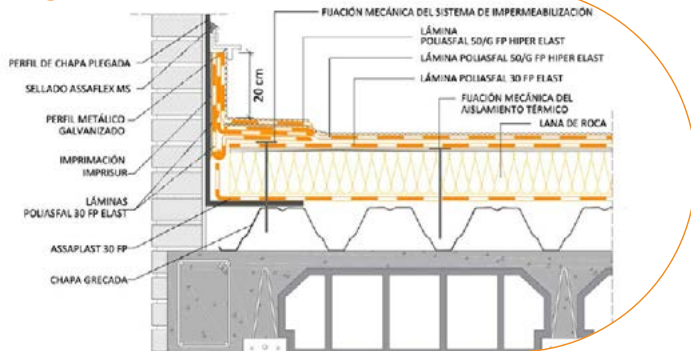 FIJACIÓN MECÁNICA DEL SISTEMA DE IMPERMEABILIZACIÓN
LÁMINA
POLIASFAL 50/G FP HIPER ELAST
LÁMINA POLIASFAL 50/G FP HIPER ELAST
LÁMINA POLIASFAL 30 FP ELAST
FIJACIÓN MECÁNICA DEL
AISLAMIENTO TÉRMICO
LANA DE ROCA
PERFIL DE CHAPA PLEGADA
SELLADO ASSAFLEX MS
PERFIL METÁLICO
GALVANIZADO
IMPRIMACIÓN
IMPRISUR
LÁMINAS
POLIASFAL 30 FP ELAST
ASSAPLAST 30 FP
CHAPA GRECADA
20 cm